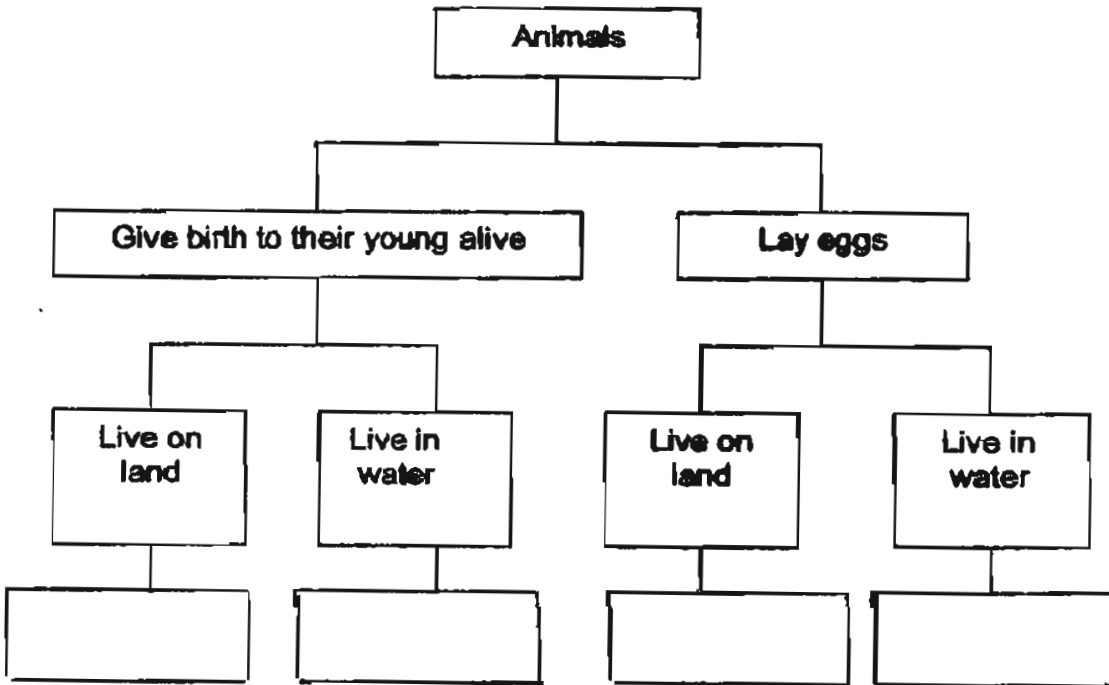 Animals
Give birth to their young alive
Lay eggs
Live on
land
Live in
water
Live on
land
Live in
water